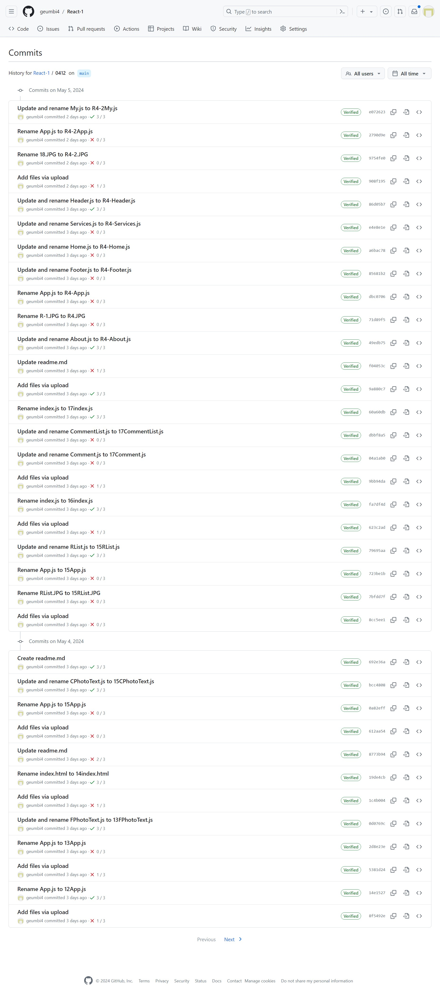 geumbi4 / React-1 Type / to search
Code Issues Pull requests Actions Projects Wiki Security Insights Settings
Commits
History for React-1 / 0412 on main All users All time
Commits on May 5, 2024
Update and rename My.js to R4-2My.js
geumbi4 committed 2 days ago · 3 / 3 Verified e072623
Rename App.js to R4-2App.js
geumbi4 committed 2 days ago · 0 / 3 Verified 2790d9e
Rename 18.JPG to R4-2.JPG
geumbi4 committed 2 days ago · 0 / 3 Verified 9754fe0
Add files via upload
geumbi4 committed 2 days ago · 1 / 3 Verified 908f195
Update and rename Header.js to R4-Header.js
geumbi4 committed 3 days ago · 3 / 3 Verified 86d05b7
Update and rename Services.js to R4-Services.js
geumbi4 committed 3 days ago · 0 / 3 Verified e4e8e1e
Update and rename Home.js to R4-Home.js
geumbi4 committed 3 days ago · 0 / 3 Verified a6bac78
Update and rename Footer.js to R4-Footer.js
geumbi4 committed 3 days ago · 0 / 3 Verified 85681b2
Rename App.js to R4-App.js
geumbi4 committed 3 days ago · 0 / 3 Verified dbc0706
Rename R-1.JPG to R4.JPG
geumbi4 committed 3 days ago · 0 / 3 Verified 71d89f5
Update and rename About.js to R4-About.js
geumbi4 committed 3 days ago · 3 / 3 Verified 49edb75
Update readme.md
geumbi4 committed 3 days ago · 1 / 3 Verified f04053c
Add files via upload
geumbi4 committed 3 days ago · 3 / 3 Verified 9a880c7
Rename index.js to 17index.js
geumbi4 committed 3 days ago · 3 / 3 Verified 60a60db
Update and rename CommentList.js to 17CommentList.js
geumbi4 committed 3 days ago · 0 / 3 Verified dbbf8a5
Update and rename Comment.js to 17Comment.js
geumbi4 committed 3 days ago · 0 / 3 Verified 04a1ab0
Add files via upload
geumbi4 committed 3 days ago · 1 / 3 Verified 9bb94da
Rename index.js to 16index.js
geumbi4 committed 3 days ago · 3 / 3 Verified fa7df4d
Add files via upload
geumbi4 committed 3 days ago · 1 / 3 Verified 623c2ad
Update and rename RList.js to 15RList.js
geumbi4 committed 3 days ago · 3 / 3 Verified 79695aa
Rename App.js to 15App.js
geumbi4 committed 3 days ago · 0 / 3 Verified 723be1b
Rename RList.JPG to 15RList.JPG
geumbi4 committed 3 days ago · 0 / 3 Verified 7bfdd7f
Add files via upload
geumbi4 committed 3 days ago · 0 / 3 Verified 8cc5ee1
Commits on May 4, 2024
Create readme.md
geumbi4 committed 3 days ago · 3 / 3 Verified 692e36a
Update and rename CPhotoText.js to 15CPhotoText.js
geumbi4 committed 3 days ago · 3 / 3 Verified bcc4808
Rename App.js to 15App.js
geumbi4 committed 3 days ago · 0 / 3 Verified 0a82eff
Add files via upload
geumbi4 committed 3 days ago · 0 / 3 Verified 612aa54
Update readme.md
geumbi4 committed 3 days ago · 2 / 3 Verified 8773b94
Rename index.html to 14index.html
geumbi4 committed 3 days ago · 3 / 3 Verified 19de4cb
Add files via upload
geumbi4 committed 3 days ago · 1 / 3 Verified 1c4b004
Update and rename FPhotoText.js to 13FPhotoText.js
geumbi4 committed 3 days ago · 3 / 3 Verified 0d0769c
Rename App.js to 13App.js
geumbi4 committed 3 days ago · 0 / 3 Verified 2d8e23e
Add files via upload
geumbi4 committed 3 days ago · 1 / 3 Verified 5381d24
Rename App.js to 12App.js
geumbi4 committed 3 days ago · 3 / 3 Verified 14e1527
Add files via upload
geumbi4 committed 3 days ago · 1 / 3 Verified 8f5492e
Previous Next
© 2024 GitHub, Inc. Terms Privacy Security Status Docs Contact Manage cookies Do not share my personal information